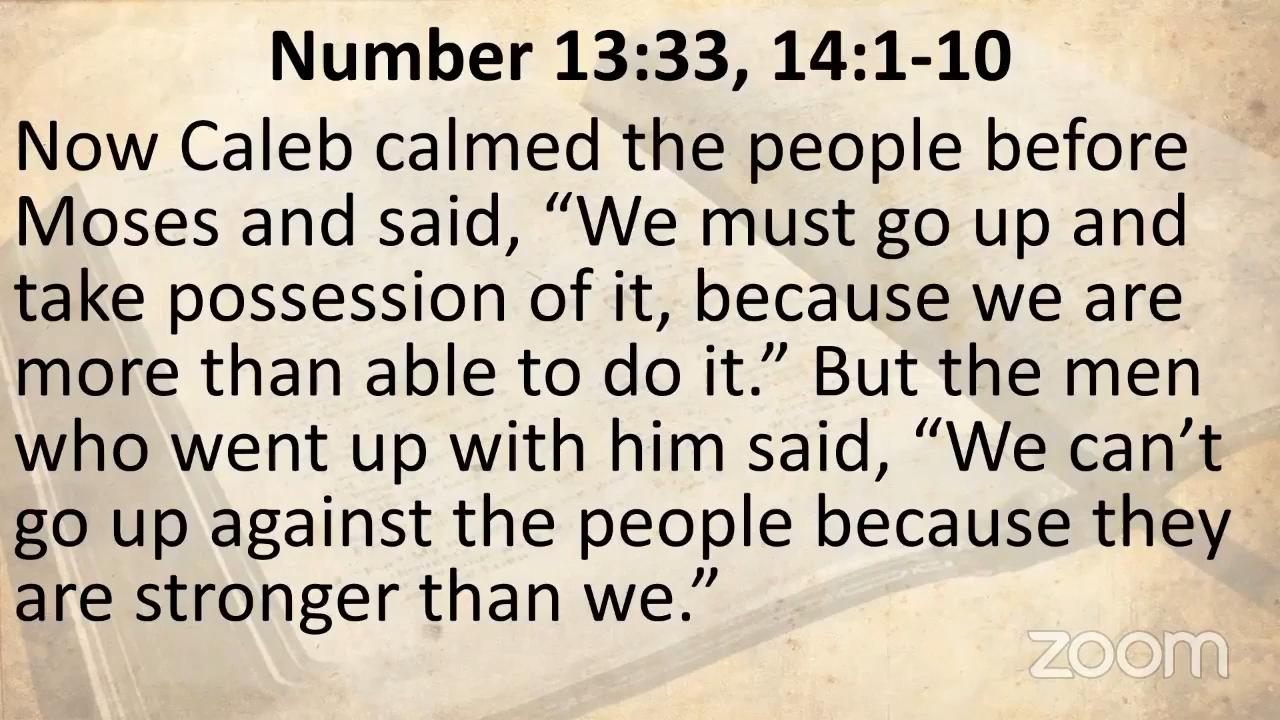 Number 13:33, 14:1-10
Now Caleb calmed the people before
Moses and said, “We must go up and
take possession of it, because we are
more than able to do it.” But the men
who went up with him said, “We can’t
go up against the people because they
are stronger than we.”
zoom